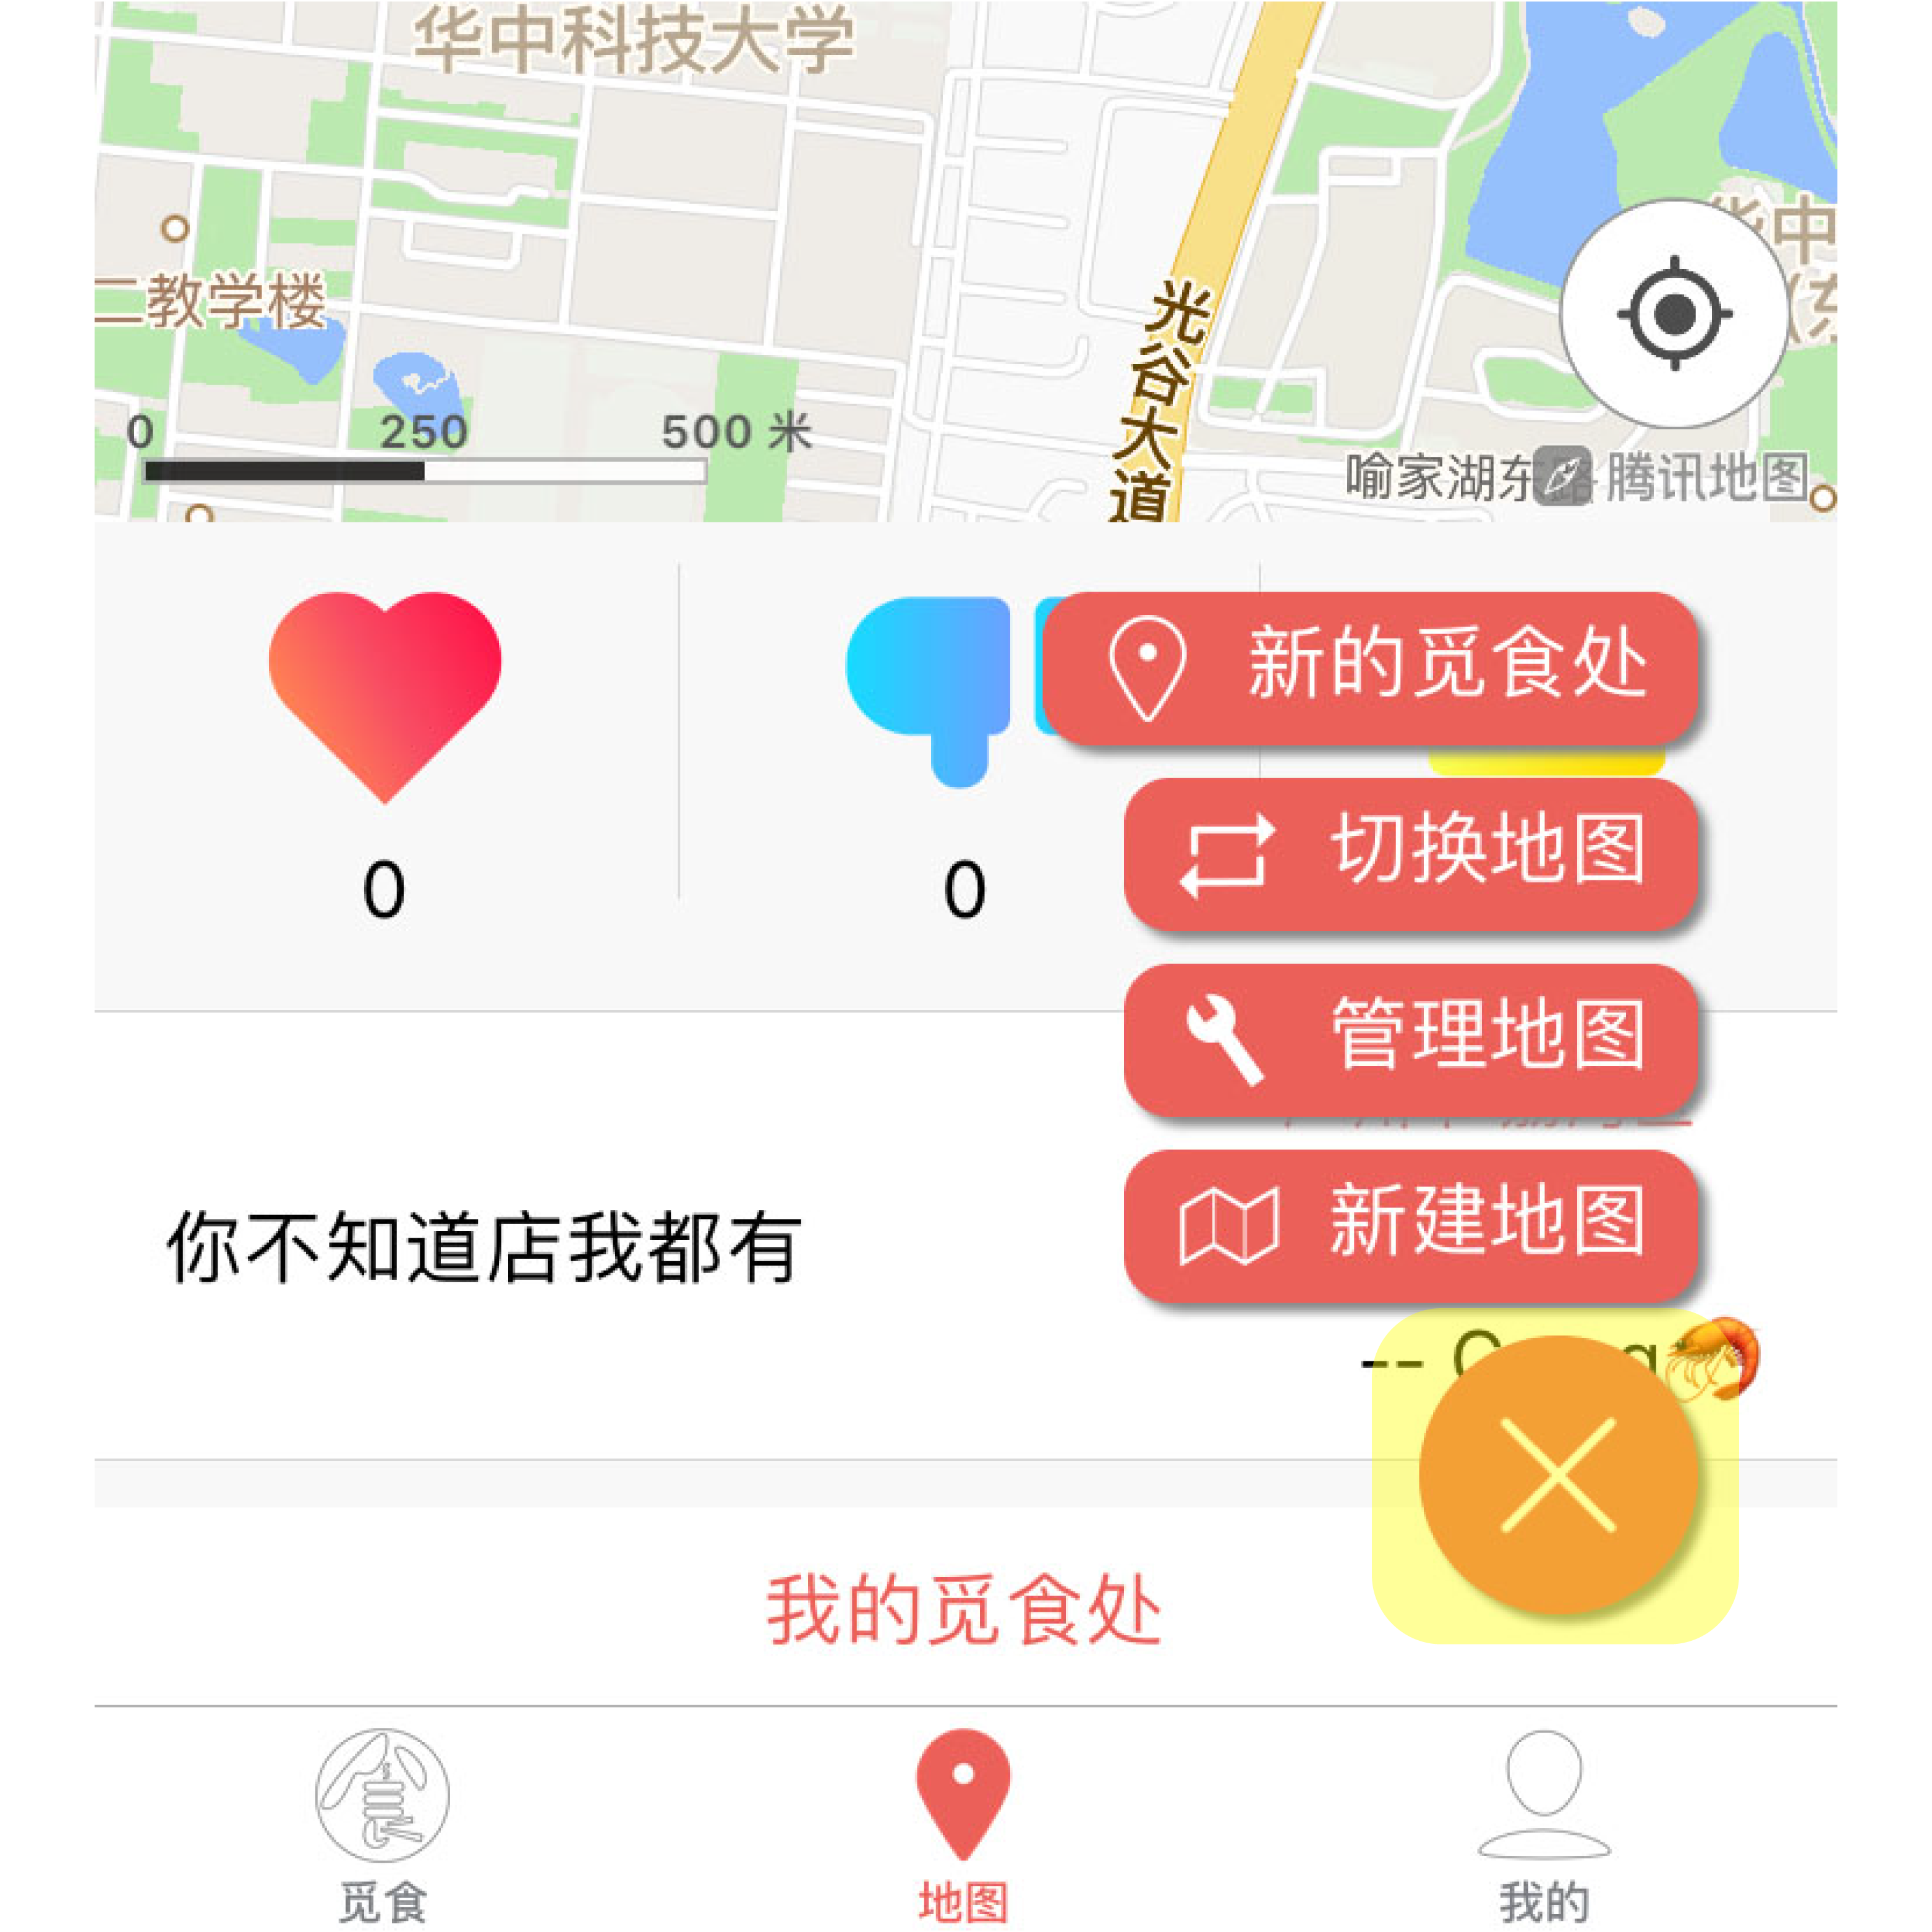 华中科技大学
华中
二教学楼
光谷大道
0 250 500 米
喻家湖东路
腾讯地图
新的觅食处
切换地图
0 0
管理地图
你不知道店我都有
新建地图
--
我的觅食处
觅食 地图 我的